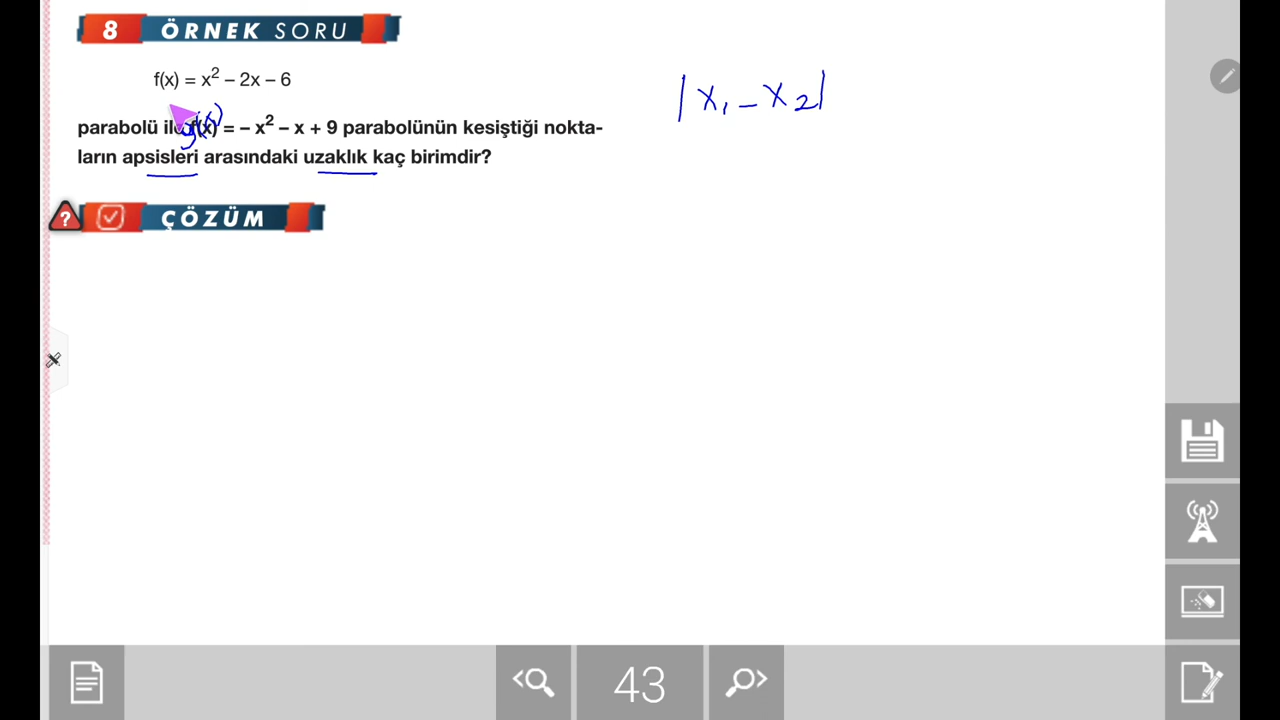 8 ÖRNEK SORU
f(x) = x² – 2x – 6
|x₁ – x₂|
g(x)
parabolü ile f(x) = – x² – x + 9 parabolünün kesiştiği nokta-
ların apsisleri arasındaki uzaklık kaç birimdir?
? ÇÖZÜM
43